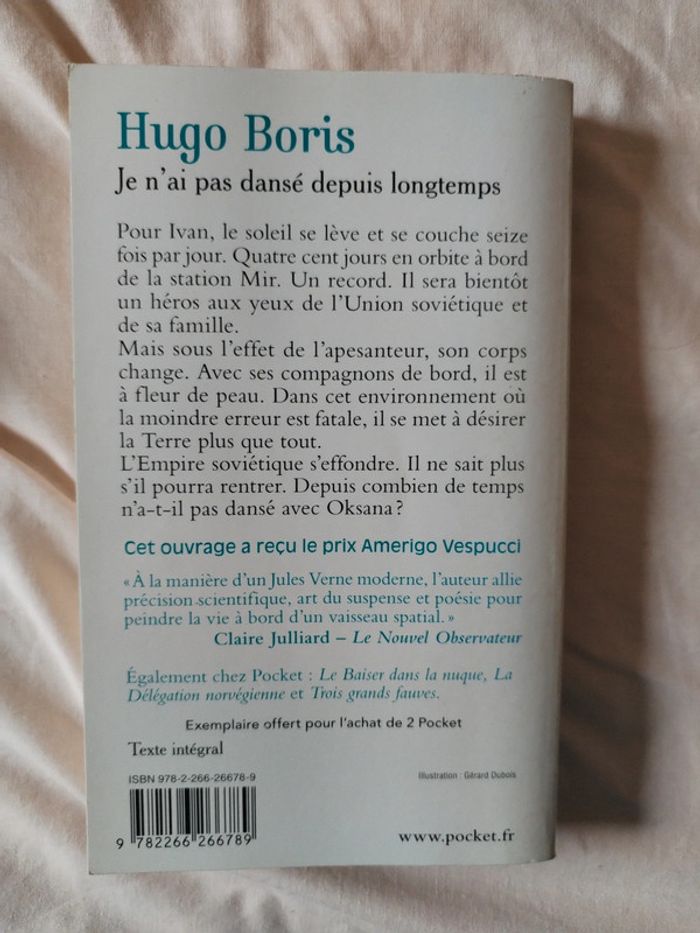 Hugo Boris
Je n'ai pas dansé depuis longtemps
Pour Ivan, le soleil se lève et se couche seize
fois par jour. Quatre cent jours en orbite à bord
de la station Mir. Un record. Il sera bientôt
un héros aux yeux de l'Union soviétique et
de sa famille.
Mais sous l'effet de l'apesanteur, son corps
change. Avec ses compagnons de bord, il est
à fleur de peau. Dans cet environnement où
la moindre erreur est fatale, il se met à désirer
la Terre plus que tout.
L'Empire soviétique s'effondre. Il ne sait plus
s'il pourra rentrer. Depuis combien de temps
n'a-t-il pas dansé avec Oksana ?
Cet ouvrage a reçu le prix Amerigo Vespucci
« À la manière d'un Jules Verne moderne, l'auteur allie
précision scientifique, art du suspense et poésie pour
peindre la vie à bord d'un vaisseau spatial. »
Claire Julliard – Le Nouvel Observateur
Également chez Pocket : Le Baiser dans la nuque, La
Délégation norvégienne et Trois grands fauves.
Exemplaire offert pour l'achat de 2 Pocket
Texte intégral
ISBN 978-2-266-26678-9
Illustration : Gérard Dubois
9 782266 266789
www.pocket.fr